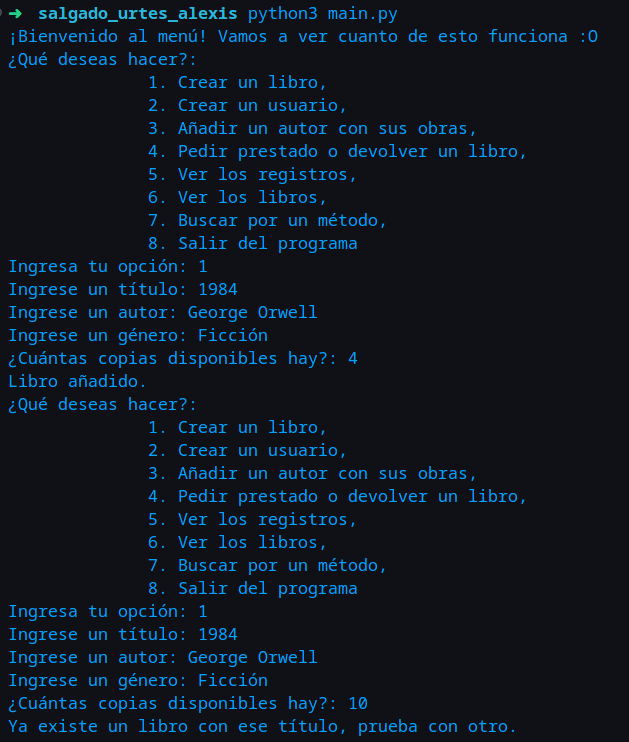 ➜ salgado_urtes_alexis python3 main.py
¡Bienvenido al menú! Vamos a ver cuanto de esto funciona :O
¿Qué deseas hacer?:
1. Crear un libro,
2. Crear un usuario,
3. Añadir un autor con sus obras,
4. Pedir prestado o devolver un libro,
5. Ver los registros,
6. Ver los libros,
7. Buscar por un método,
8. Salir del programa
Ingresa tu opción: 1
Ingrese un título: 1984
Ingrese un autor: George Orwell
Ingrese un género: Ficción
¿Cuántas copias disponibles hay?: 4
Libro añadido.
¿Qué deseas hacer?:
1. Crear un libro,
2. Crear un usuario,
3. Añadir un autor con sus obras,
4. Pedir prestado o devolver un libro,
5. Ver los registros,
6. Ver los libros,
7. Buscar por un método,
8. Salir del programa
Ingresa tu opción: 1
Ingrese un título: 1984
Ingrese un autor: George Orwell
Ingrese un género: Ficción
¿Cuántas copias disponibles hay?: 10
Ya existe un libro con ese título, prueba con otro.